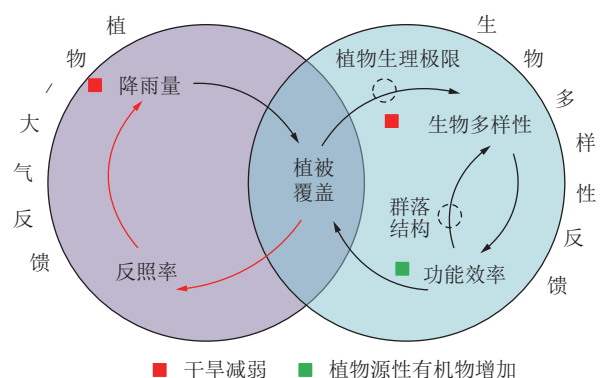 植物/大气反馈
生物多样性反馈
植物生理极限
降雨量
生物多样性
植被
覆盖
群落
结构
反照率
功能效率
干旱减弱
植物源性有机物增加